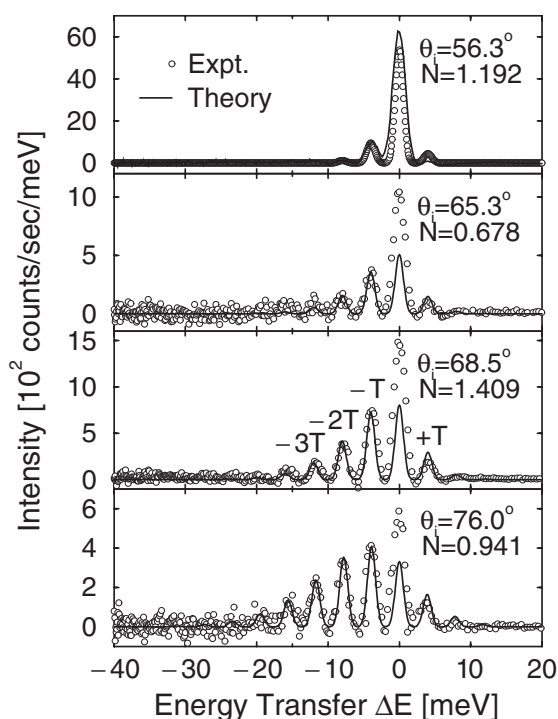 60
40
20
0
○ Expt.
— Theory
θi=56.3°
N=1.192
10
5
0
θi=65.3°
N=0.678
15
10
5
0
−3T
−2T
−T
+T
θi=68.5°
N=1.409
6
4
2
0
θi=76.0°
N=0.941
−40 −30 −20 −10 0 10 20
Energy Transfer ΔE [meV]
Intensity [10² counts/sec/meV]